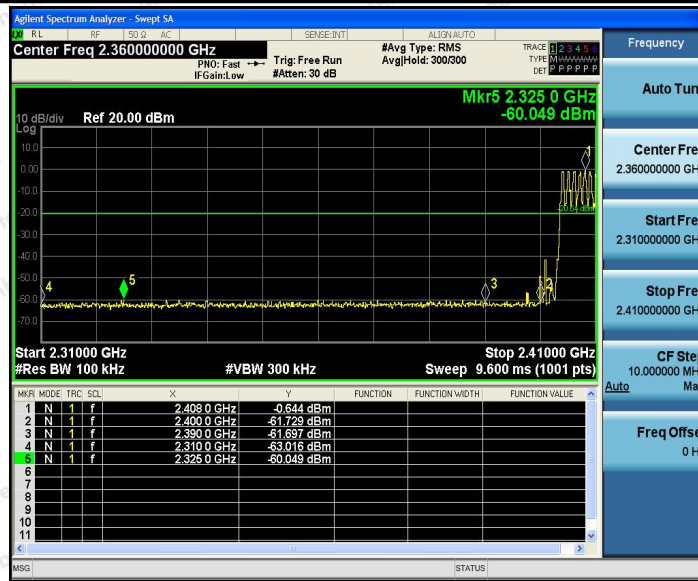 Agilent Spectrum Analyzer - Swept SA
RL RF 50 Ω AC SENSE:INT ALIGN AUTO
Center Freq 2.360000000 GHz
PNO: Fast
IFGain:Low
Trig: Free Run
#Atten: 30 dB
#Avg Type: RMS
Avg|Hold: 300/300
TRACE 1 2 3 4 5 6
TYPE M
DET P P P P P P
Mkr5 2.325 0 GHz
-60.049 dBm
10 dB/div Ref 20.00 dBm
Log
10.0
0.00
-10.0
-20.0
-30.0
-40.0
-50.0
-60.0
-70.0
1
2
3
4
5
Start 2.31000 GHz Stop 2.41000 GHz
#Res BW 100 kHz #VBW 300 kHz Sweep 9.600 ms (1001 pts)
MKR MODE TRC SCL X Y FUNCTION FUNCTION WIDTH FUNCTION VALUE
1 N 1 f 2.408 0 GHz -0.644 dBm
2 N 1 f 2.400 0 GHz -61.729 dBm
3 N 1 f 2.390 0 GHz -61.697 dBm
4 N 1 f 2.310 0 GHz -63.016 dBm
5 N 1 f 2.325 0 GHz -60.049 dBm
6
7
8
9
10
11
MSG STATUS
Frequency
Auto Tun
Center Fre
2.360000000 GH
Start Fre
2.310000000 GH
Stop Fre
2.410000000 GH
CF Ste
10.000000 MH
Auto Ma
Freq Offse
0 H